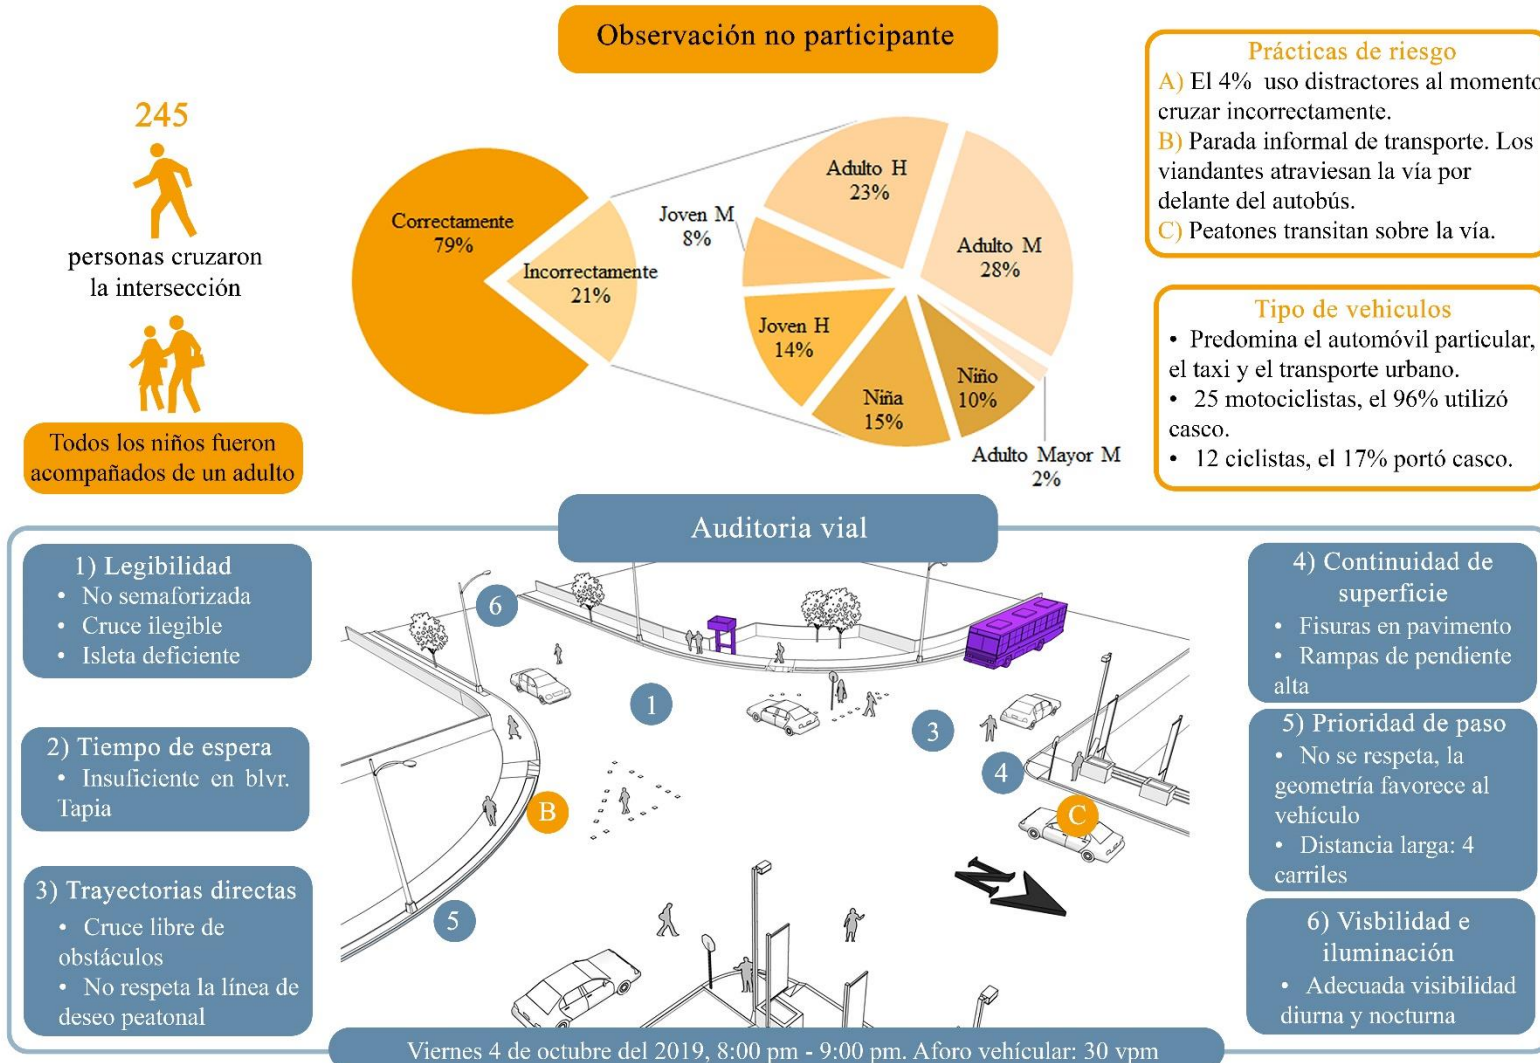 Observación no participante
245
personas cruzaron
la intersección
Todos los niños fueron
acompañados de un adulto
Correctamente
79%
Incorrectamente
21%
Adulto H
23%
Joven M
8%
Adulto M
28%
Joven H
14%
Niña
15%
Niño
10%
Adulto Mayor M
2%
Prácticas de riesgo
A) El 4% uso distractores al momento
cruzar incorrectamente.
B) Parada informal de transporte. Los
viandantes atraviesan la vía por
delante del autobús.
C) Peatones transitan sobre la vía.
Tipo de vehiculos
• Predomina el automóvil particular,
el taxi y el transporte urbano.
• 25 motociclistas, el 96% utilizó
casco.
• 12 ciclistas, el 17% portó casco.
Auditoria vial
1) Legibilidad
• No semaforizada
• Cruce ilegible
• Isleta deficiente
2) Tiempo de espera
• Insuficiente en blvr.
Tapia
3) Trayectorias directas
• Cruce libre de
obstáculos
• No respeta la línea de
deseo peatonal
6
1
3
4
B
C
5
N
4) Continuidad de
superficie
• Fisuras en pavimento
• Rampas de pendiente
alta
5) Prioridad de paso
• No se respeta, la
geometría favorece al
vehículo
• Distancia larga: 4
carriles
6) Visbilidad e
iluminación
• Adecuada visibilidad
diurna y nocturna
Viernes 4 de octubre del 2019, 8:00 pm - 9:00 pm. Aforo vehícular: 30 vpm